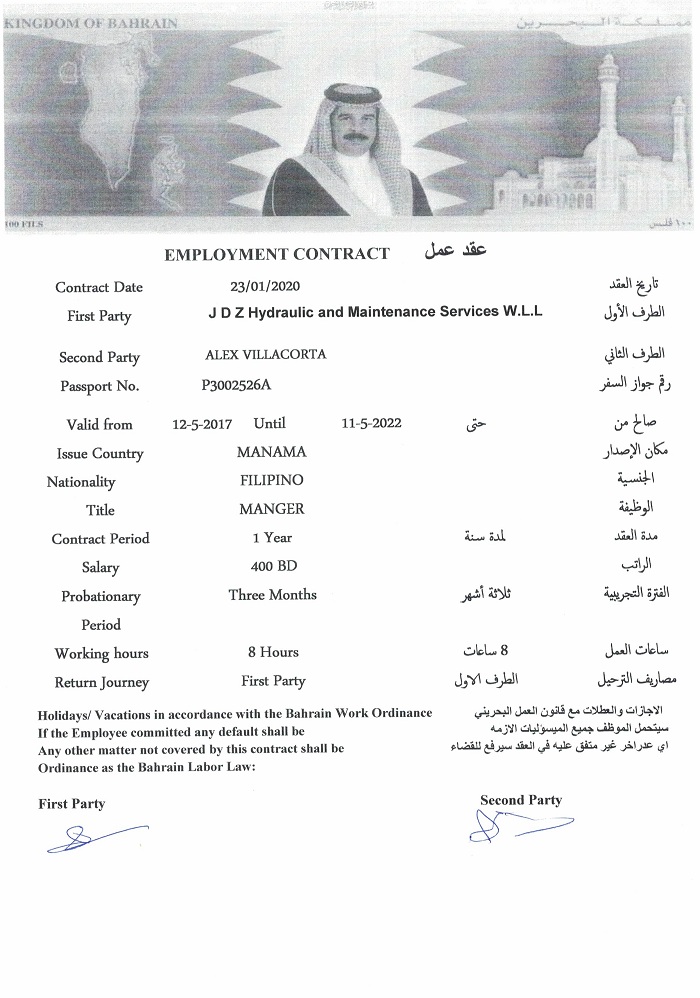 KINGDOM OF BAHRAIN مملكة البحرين
100 FILS ١٠٠ فلس
EMPLOYMENT CONTRACT عقد عمل
Contract Date 23/01/2020 تاريخ العقد
First Party J D Z Hydraulic and Maintenance Services W.L.L الطرف الأول
Second Party ALEX VILLACORTA الطرف الثاني
Passport No. P3002526A رقم جواز السفر
Valid from 12-5-2017 Until 11-5-2022 حتى صالح من
Issue Country MANAMA مكان الإصدار
Nationality FILIPINO الجنسية
Title MANGER الوظيفة
Contract Period 1 Year لمدة سنة مدة العقد
Salary 400 BD الراتب
Probationary Three Months ثلاثة أشهر الفترة التجريبية
Period
Working hours 8 Hours 8 ساعات ساعات العمل
Return Journey First Party الطرف الاول مصاريف الترحيل
Holidays/ Vacations in accordance with the Bahrain Work Ordinance الاجازات والعطلات مع قانون العمل البحريني
If the Employee committed any default shall be سيتحمل الموظف جميع الميسؤليات الازمه
Any other matter not covered by this contract shall be اي عدراخر غير متفق عليه في العقد سيرفع للقضاء
Ordinance as the Bahrain Labor Law:
First Party Second Party